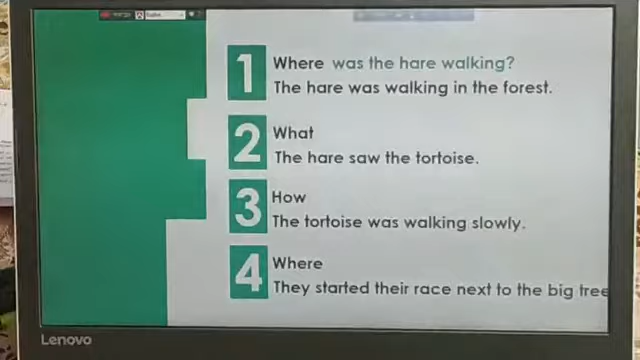 1
Where was the hare walking?
The hare was walking in the forest.
2
What
The hare saw the tortoise.
3
How
The tortoise was walking slowly.
4
Where
They started their race next to the big tree
Lenovo